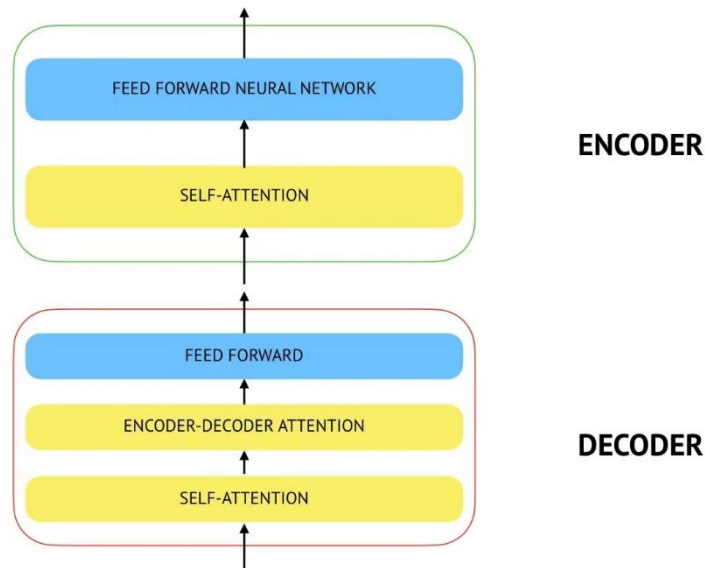 FEED FORWARD NEURAL NETWORK
ENCODER
SELF-ATTENTION
FEED FORWARD
ENCODER-DECODER ATTENTION
DECODER
SELF-ATTENTION